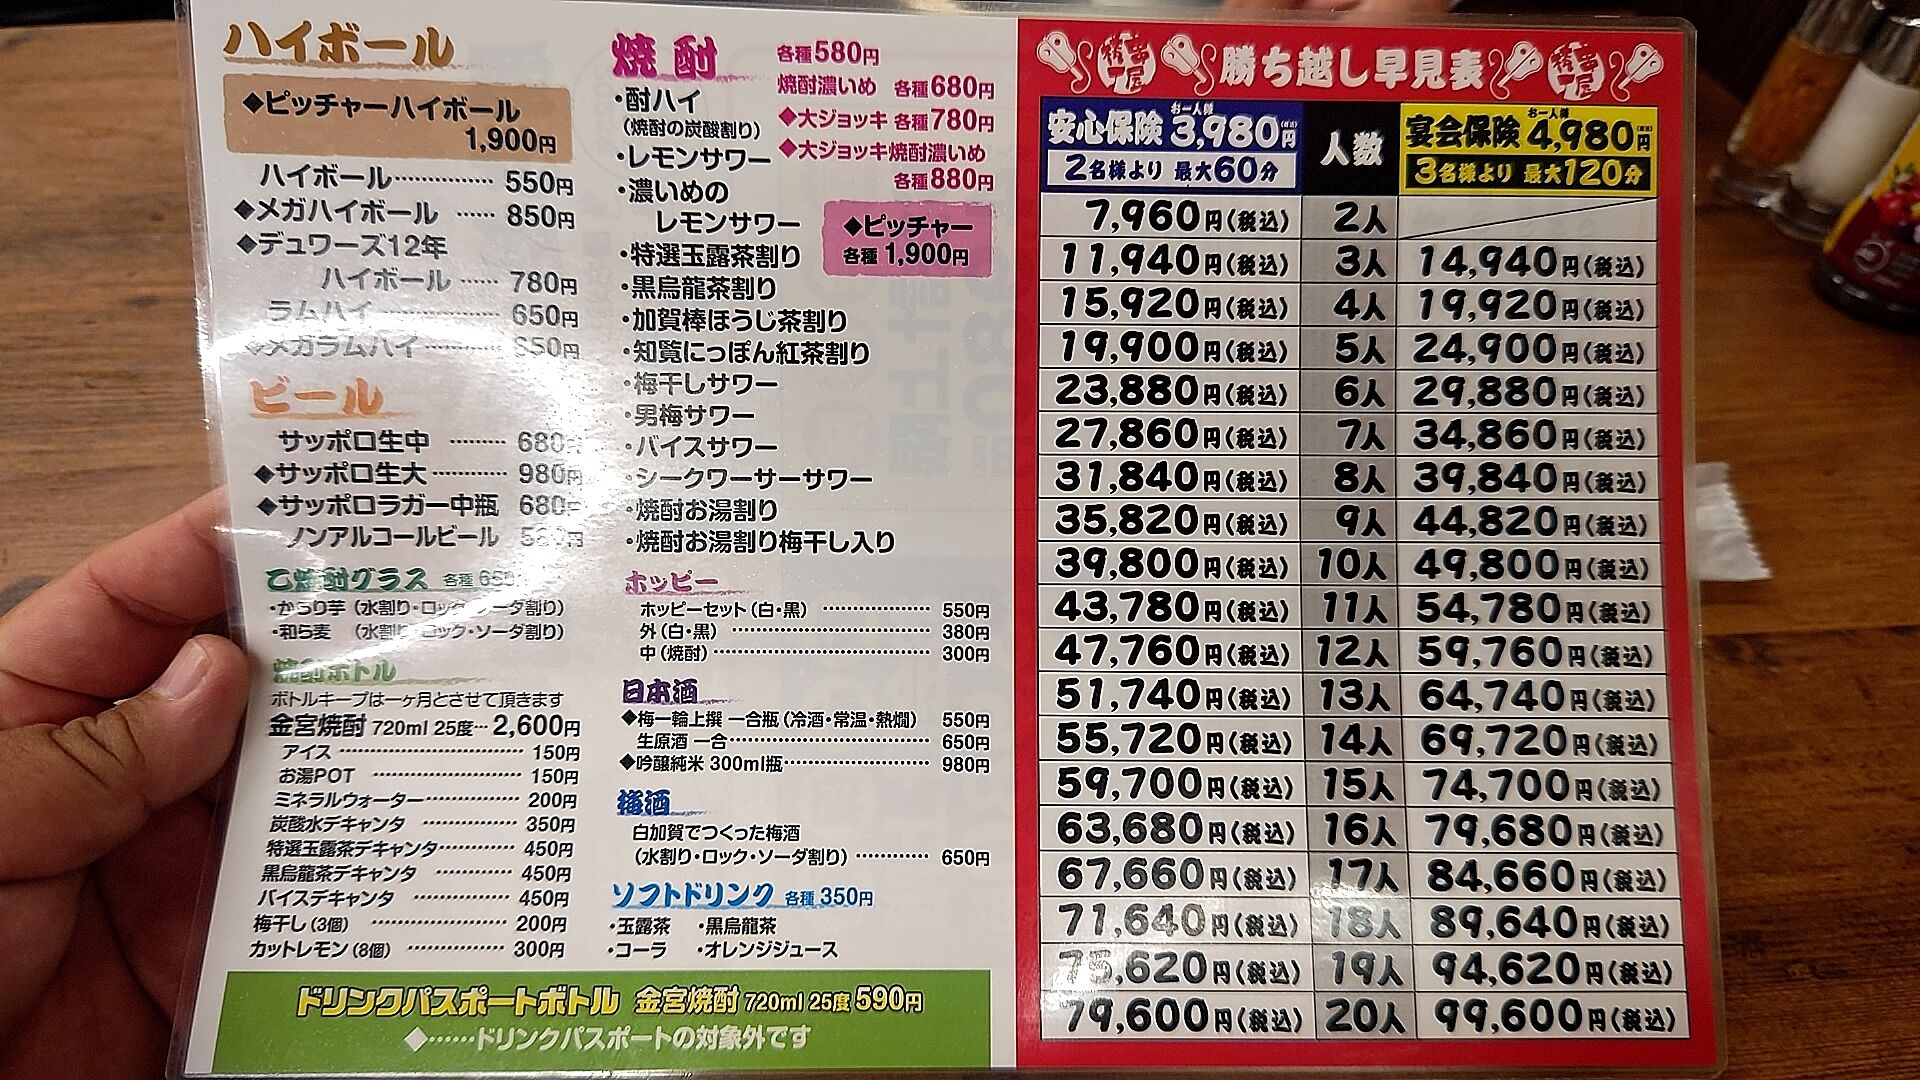 ハイボール
◆ピッチャーハイボール
1,900円
ハイボール…………… 550円
◆メガハイボール …… 850円
◆デュワーズ12年
ハイボール …… 780円
ラムハイ…………… 650円
◆メガラムハイ………… 850円
ビール
サッポロ生中 ……… 680円
◆サッポロ生大………… 980円
◆サッポロラガー中瓶 680円
ノンアルコールビール
乙焼酎グラス 各種650円
・からり芋(水割り・ロック・ソーダ割り)
・和ら麦 (水割り・ロック・ソーダ割り)
焼酎ボトル
ボトルキープは一ヶ月とさせて頂きます
金宮焼酎 720ml 25度… 2,600円
アイス …………………… 150円
お湯POT ………………… 150円
ミネラルウォーター…………… 200円
炭酸水デキャンタ …………… 350円
特選玉露茶デキャンタ………… 450円
黒烏龍茶デキャンタ ………… 450円
バイスデキャンタ …………… 450円
梅干し(3個) ……………… 200円
カットレモン(8個) …………… 300円
焼酎
各種580円
焼酎濃いめ 各種680円
◆大ジョッキ 各種780円
◆大ジョッキ焼酎濃いめ
各種880円
◆ピッチャー
各種 1,900円
・酎ハイ
(焼酎の炭酸割り)
・レモンサワー
・濃いめの
レモンサワー
・特選玉露茶割り
・黒烏龍茶割り
・加賀棒ほうじ茶割り
・知覧にっぽん紅茶割り
・梅干しサワー
・男梅サワー
・バイスサワー
・シークワーサーサワー
・焼酎お湯割り
・焼酎お湯割り梅干し入り
ホッピー
ホッピーセット(白・黒) …………… 550円
外(白・黒) ………………………… 380円
中(焼酎)…………………………… 300円
日本酒
◆梅一輪上撰 一合瓶(冷酒・常温・熱燗) 550円
生原酒 一合………………………… 650円
◆吟醸純米 300ml瓶………………… 980円
梅酒
白加賀でつくった梅酒
(水割り・ロック・ソーダ割り) ………… 650円
ソフトドリンク 各種 350円
・玉露茶 ・黒烏龍茶
・コーラ ・オレンジジュース
ドリンクパスポートボトル 金宮焼酎 720ml 25度 590円
◆……ドリンクパスポートの対象外です
勝ち越し早見表
安心保険 お一人様 3,980円(税込) 人数 宴会保険 お一人様 4,980円(税込)
2名様より 最大60分 3名様より 最大120分
7,960円(税込) 2人
11,940円(税込) 3人 14,940円(税込)
15,920円(税込) 4人 19,920円(税込)
19,900円(税込) 5人 24,900円(税込)
23,880円(税込) 6人 29,880円(税込)
27,860円(税込) 7人 34,860円(税込)
31,840円(税込) 8人 39,840円(税込)
35,820円(税込) 9人 44,820円(税込)
39,800円(税込) 10人 49,800円(税込)
43,780円(税込) 11人 54,780円(税込)
47,760円(税込) 12人 59,760円(税込)
51,740円(税込) 13人 64,740円(税込)
55,720円(税込) 14人 69,720円(税込)
59,700円(税込) 15人 74,700円(税込)
63,680円(税込) 16人 79,680円(税込)
67,660円(税込) 17人 84,660円(税込)
71,640円(税込) 18人 89,640円(税込)
75,620円(税込) 19人 94,620円(税込)
79,600円(税込) 20人 99,600円(税込)